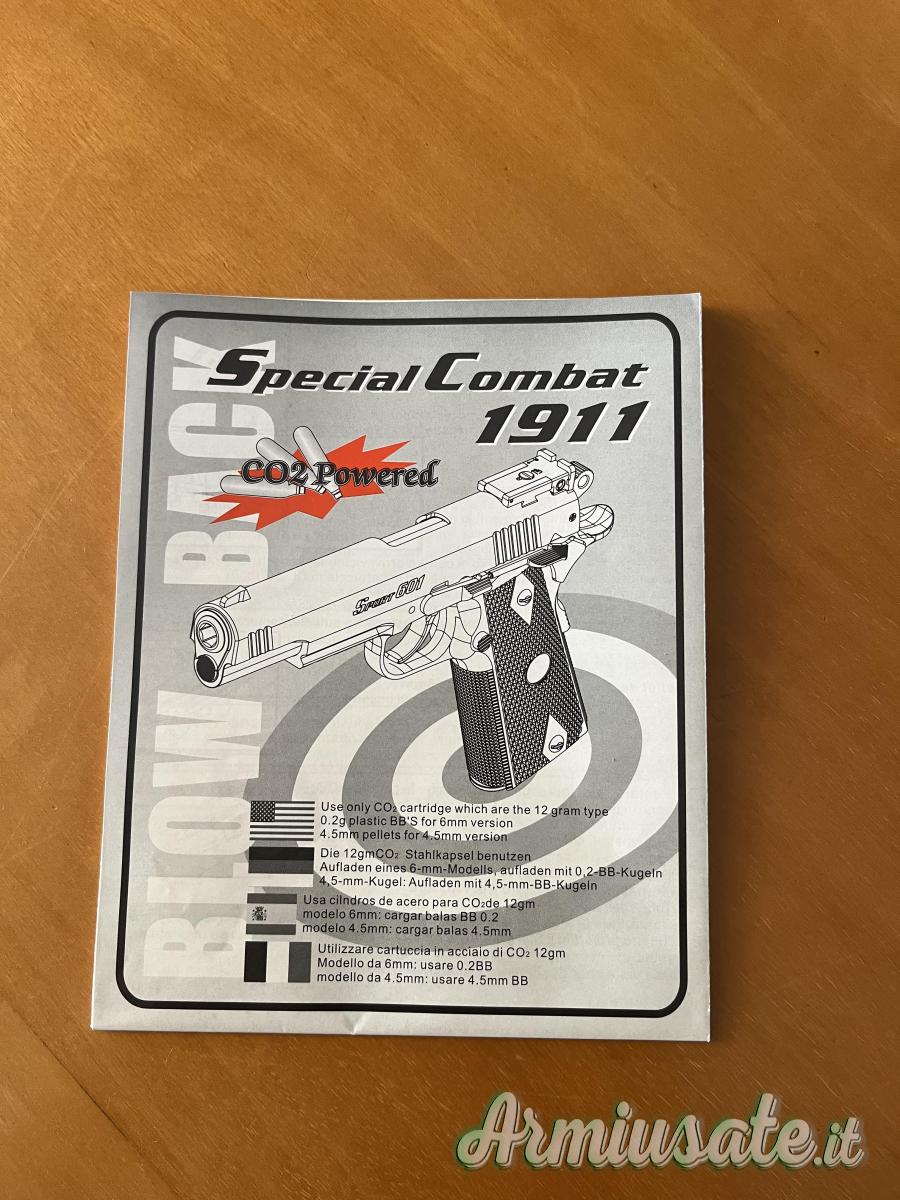 BLOW BACK
Special Combat
1911
CO2 Powered
SPORT 601
Use only CO2 cartridge which are the 12 gram type
0.2g plastic BB'S for 6mm version
4.5mm pellets for 4.5mm version
Die 12gmCO2 Stahlkapsel benutzen
Aufladen eines 6-mm-Modells, aufladen mit 0,2-BB-Kugeln
4,5-mm-Kugel: Aufladen mit 4,5-mm-BB-Kugeln
Usa cilndros de acero para CO2de 12gm
modelo 6mm: cargar balas BB 0.2
modelo 4.5mm: cargar balas 4.5mm
Utilizzare cartuccia in acciaio di CO2 12gm
Modello da 6mm: usare 0.2BB
modello da 4.5mm: usare 4.5mm BB
Armiusate.it